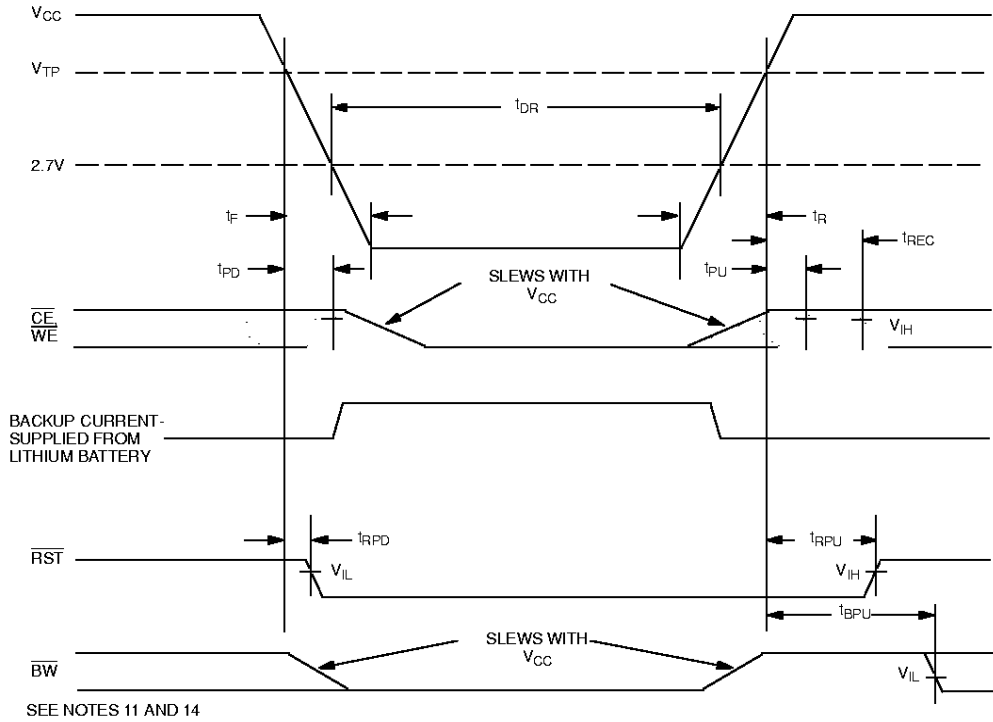 VCC
VTP
tDR
2.7V
tF
tR
tREC
tPD
tPU
SLEWS WITH
VCC
CE,
WE
VIH
BACKUP CURRENT-
SUPPLIED FROM
LITHIUM BATTERY
tRPD
tRPU
RST
VIL
VIH
tBPU
SLEWS WITH
VCC
BW
VIL
SEE NOTES 11 AND 14